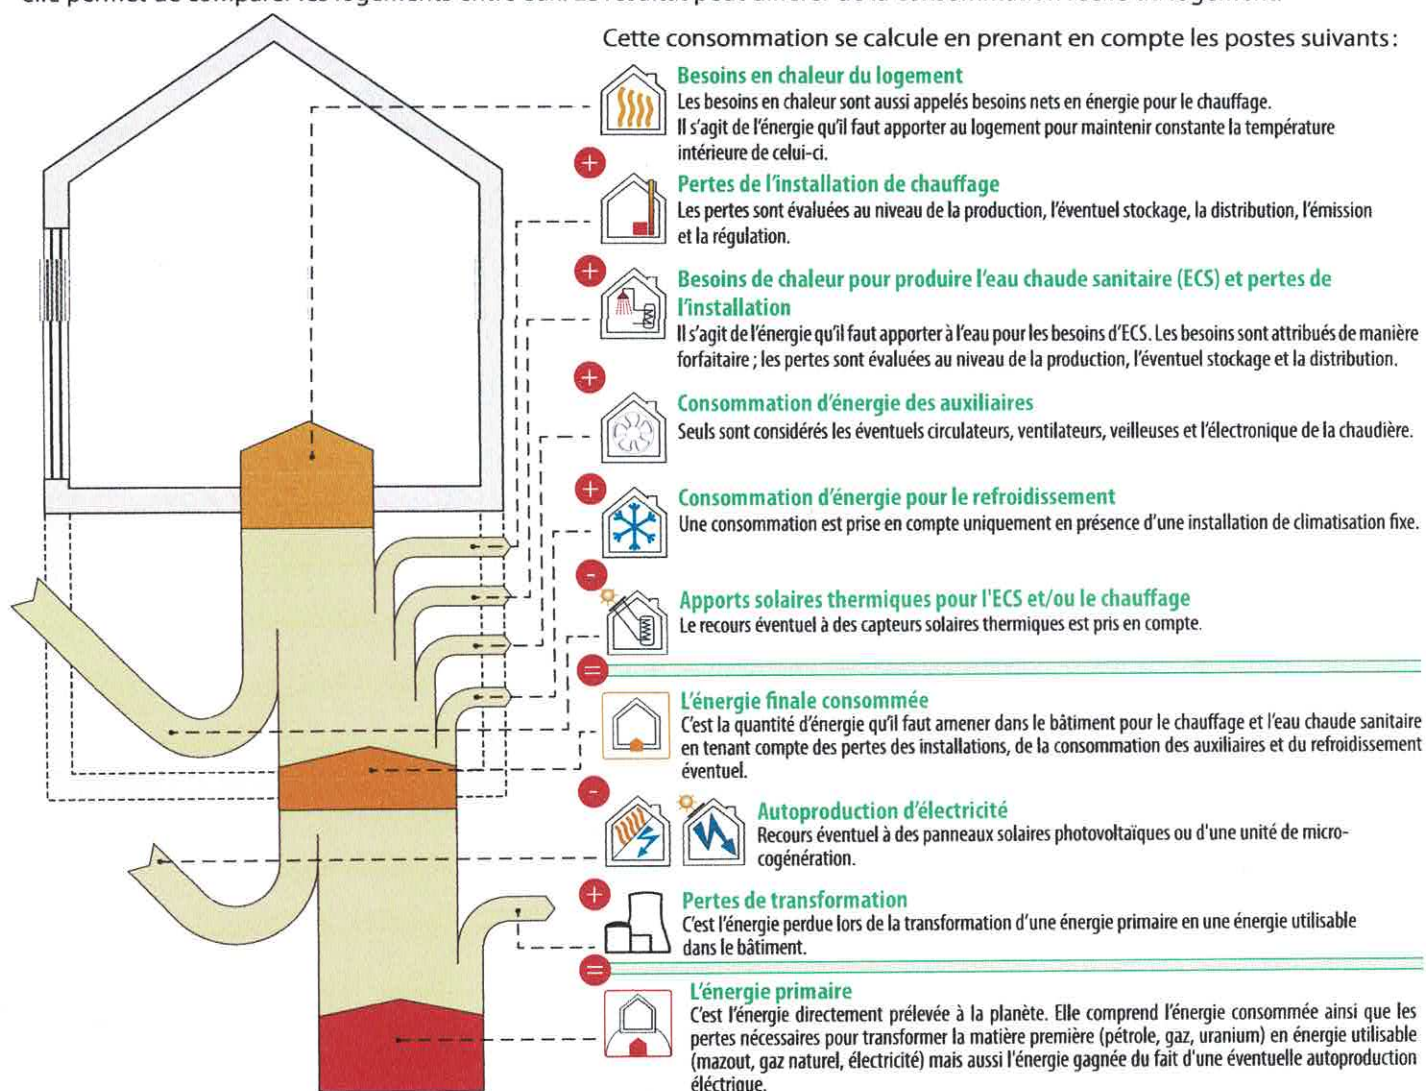 Cette consommation se calcule en prenant en compte les postes suivants :
Besoins en chaleur du logement
Les besoins en chaleur sont aussi appelés besoins nets en énergie pour le chauffage.
Il s'agit de l'énergie qu'il faut apporter au logement pour maintenir constante la température
intérieure de celui-ci.
+
Pertes de l'installation de chauffage
Les pertes sont évaluées au niveau de la production, l'éventuel stockage, la distribution, l'émission
et la régulation.
+
Besoins de chaleur pour produire l'eau chaude sanitaire (ECS) et pertes de
l'installation
Il s'agit de l'énergie qu'il faut apporter à l'eau pour les besoins d'ECS. Les besoins sont attribués de manière
forfaitaire ; les pertes sont évaluées au niveau de la production, l'éventuel stockage et la distribution.
+
Consommation d'énergie des auxiliaires
Seuls sont considérés les éventuels circulateurs, ventilateurs, veilleuses et l'électronique de la chaudière.
+
Consommation d'énergie pour le refroidissement
Une consommation est prise en compte uniquement en présence d'une installation de climatisation fixe.
-
Apports solaires thermiques pour l'ECS et/ou le chauffage
Le recours éventuel à des capteurs solaires thermiques est pris en compte.
=
L'énergie finale consommée
C'est la quantité d'énergie qu'il faut amener dans le bâtiment pour le chauffage et l'eau chaude sanitaire
en tenant compte des pertes des installations, de la consommation des auxiliaires et du refroidissement
éventuel.
-
Autoproduction d'électricité
Recours éventuel à des panneaux solaires photovoltaïques ou d'une unité de micro-
cogénération.
+
Pertes de transformation
C'est l'énergie perdue lors de la transformation d'une énergie primaire en une énergie utilisable
dans le bâtiment.
=
L'énergie primaire
C'est l'énergie directement prélevée à la planète. Elle comprend l'énergie consommée ainsi que les
pertes nécessaires pour transformer la matière première (pétrole, gaz, uranium) en énergie utilisable
(mazout, gaz naturel, électricité) mais aussi l'énergie gagnée du fait d'une éventuelle autoproduction
éléctrique.